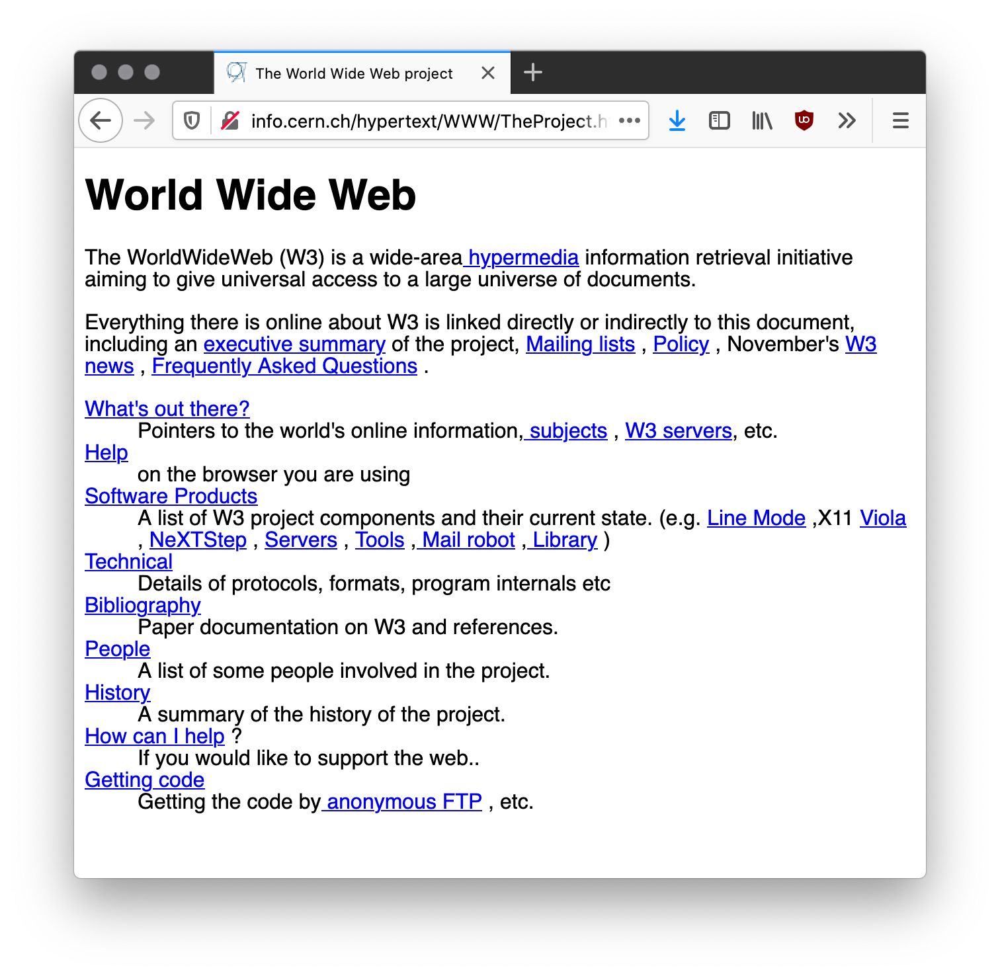 The World Wide Web project
info.cern.ch/hypertext/WWW/TheProject.h
World Wide Web
The WorldWideWeb (W3) is a wide-area hypermedia information retrieval initiative
aiming to give universal access to a large universe of documents.
Everything there is online about W3 is linked directly or indirectly to this document,
including an executive summary of the project, Mailing lists , Policy , November's W3
news , Frequently Asked Questions .
What's out there?
Pointers to the world's online information, subjects , W3 servers, etc.
Help
on the browser you are using
Software Products
A list of W3 project components and their current state. (e.g. Line Mode ,X11 Viola
, NeXTStep , Servers , Tools , Mail robot , Library )
Technical
Details of protocols, formats, program internals etc
Bibliography
Paper documentation on W3 and references.
People
A list of some people involved in the project.
History
A summary of the history of the project.
How can I help ?
If you would like to support the web..
Getting code
Getting the code by anonymous FTP , etc.